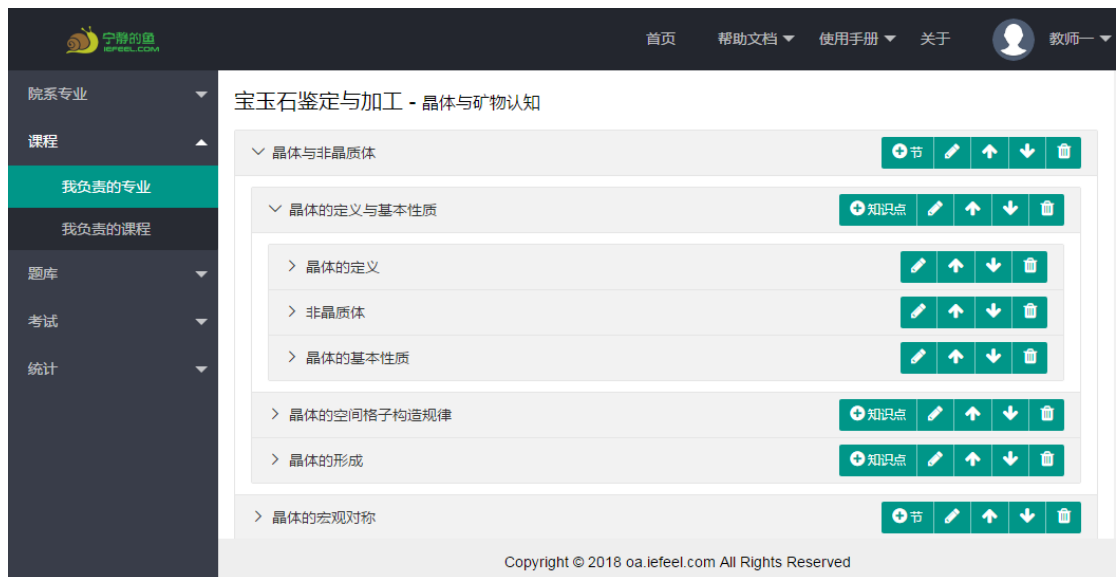 宁静的鱼
IEFEEL.COM
首页 帮助文档 使用手册 关于 教师一
院系专业
课程
我负责的专业
我负责的课程
题库
考试
统计
宝玉石鉴定与加工 - 晶体与矿物认知
晶体与非晶质体 节
晶体的定义与基本性质 知识点
晶体的定义
非晶质体
晶体的基本性质
晶体的空间格子构造规律 知识点
晶体的形成 知识点
晶体的宏观对称 节
Copyright © 2018 oa.iefeel.com All Rights Reserved